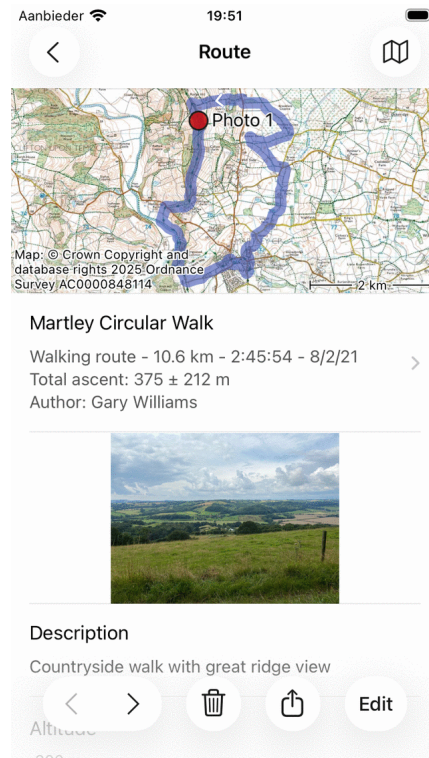 Aanbieder
19:51
Route
Photo 1
Map: © Crown Copyright and
database rights 2025 Ordnance
Survey AC0000848114
2 km
Martley Circular Walk
Walking route - 10.6 km - 2:45:54 - 8/2/21
Total ascent: 375 ± 212 m
Author: Gary Williams
Description
Countryside walk with great ridge view
Edit
Altitude